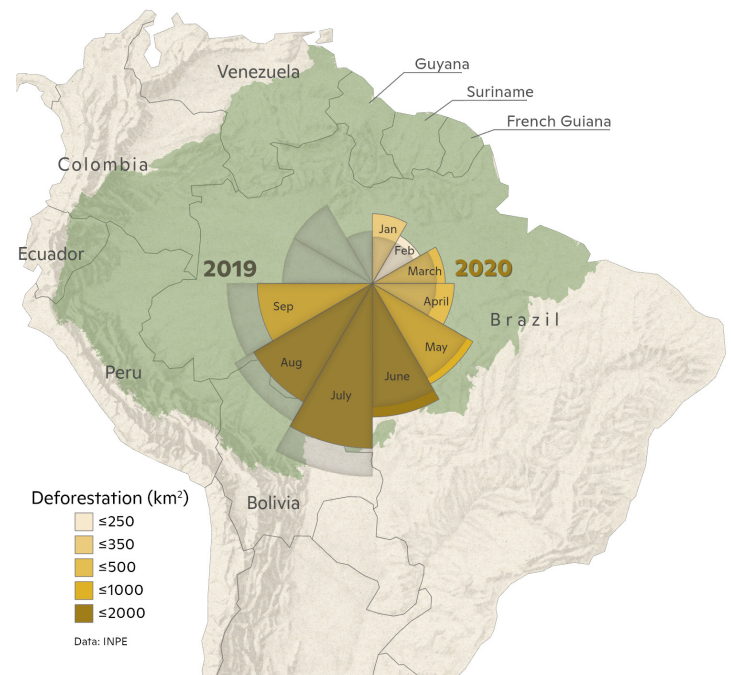 Guyana
Venezuela
Suriname
French Guiana
Colombia
Jan
Feb
Ecuador
2019
March
2020
April
Sep
Brazil
May
Aug
Peru
June
July
Deforestation (km²)
Bolivia
≤250
≤350
≤500
≤1000
≤2000
Data: INPE